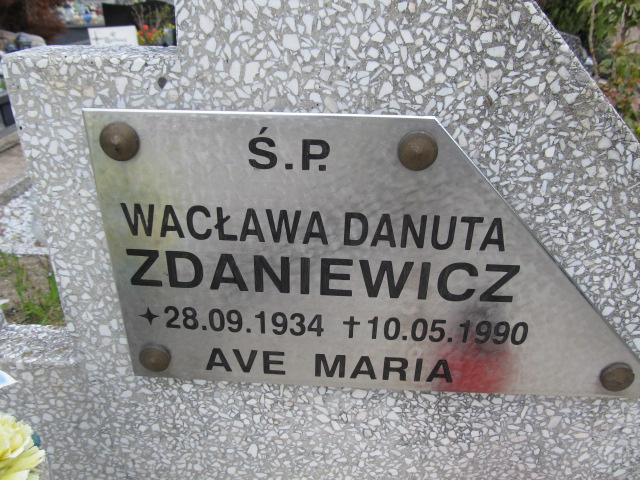 Ś.P.
WACŁAWA DANUTA
ZDANIEWICZ
✦28.09.1934 ✝10.05.1990
AVE MARIA